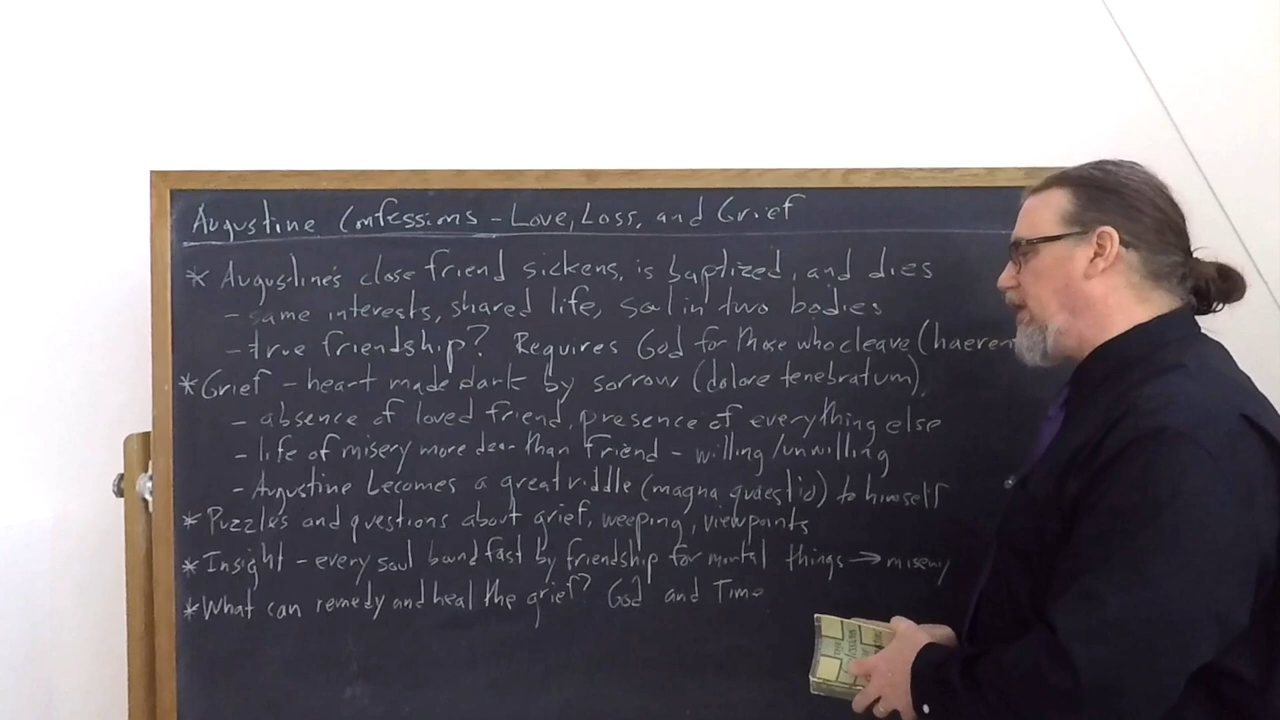 Augustine Confessions - Love, Loss, and Grief
* Augustine's close friend sickens, is baptized, and dies
- same interests, shared life, soul in two bodies
- true friendship? Requires God for those who cleave (haeren
* Grief - heart made dark by sorrow (dolore tenebratum),
- absence of loved friend, presence of everything else
- life of misery more dear than friend - willing/unwilling
- Augustine becomes a great riddle (magna quaestio) to himself
* Puzzles and questions about grief, weeping, viewpoints
* Insight - every soul bound fast by friendship for mortal things → misery
* What can remedy and heal the grief? God and Time